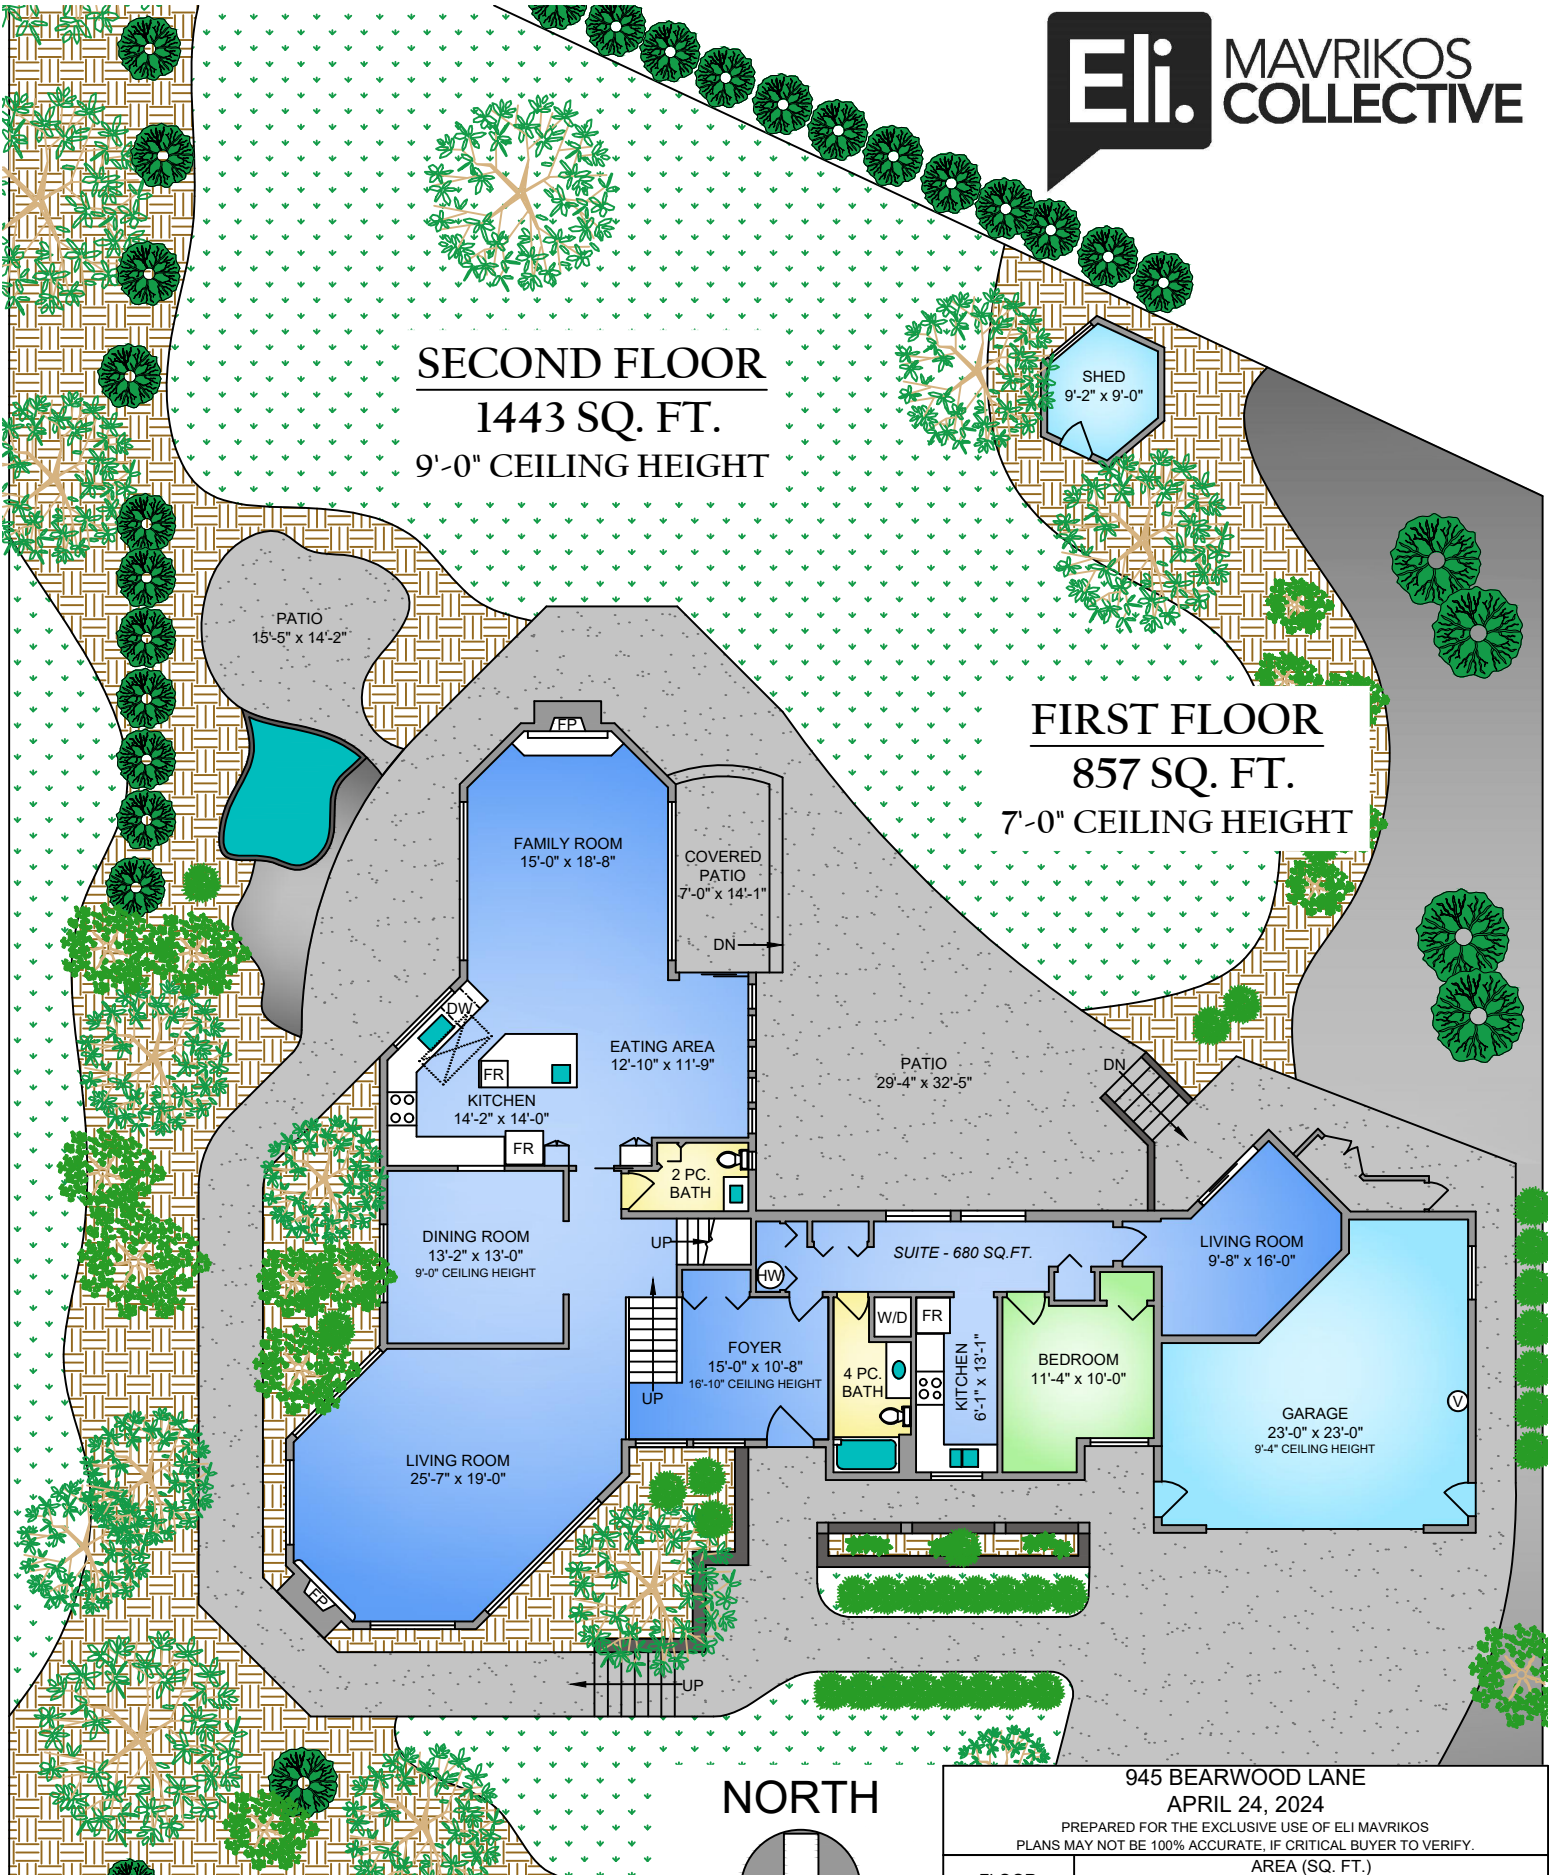 Eli. MAVRIKOS
COLLECTIVE
SECOND FLOOR
1443 SQ. FT.
9'-0" CEILING HEIGHT
SHED
9'-2" x 9'-0"
PATIO
15'-5" x 14'-2"
FIRST FLOOR
857 SQ. FT.
7'-0" CEILING HEIGHT
FP
FAMILY ROOM
15'-0" x 18'-8"
COVERED
PATIO
7'-0" x 14'-1"
DN
DW
EATING AREA
12'-10" x 11'-9"
FR
KITCHEN
14'-2" x 14'-0"
FR
PATIO
29'-4" x 32'-5"
DN
2 PC.
BATH
DINING ROOM
13'-2" x 13'-0"
9'-0" CEILING HEIGHT
UP
HW
SUITE - 680 SQ.FT.
LIVING ROOM
9'-8" x 16'-0"
W/D
FR
FOYER
15'-0" x 10'-8"
16'-10" CEILING HEIGHT
UP
4 PC.
BATH
KITCHEN
6'-1" x 13'-1"
BEDROOM
11'-4" x 10'-0"
V
GARAGE
23'-0" x 23'-0"
9'-4" CEILING HEIGHT
LIVING ROOM
25'-7" x 19'-0"
FP
UP
NORTH
945 BEARWOOD LANE
APRIL 24, 2024
PREPARED FOR THE EXCLUSIVE USE OF ELI MAVRIKOS
PLANS MAY NOT BE 100% ACCURATE, IF CRITICAL BUYER TO VERIFY.
AREA (SQ. FT.)